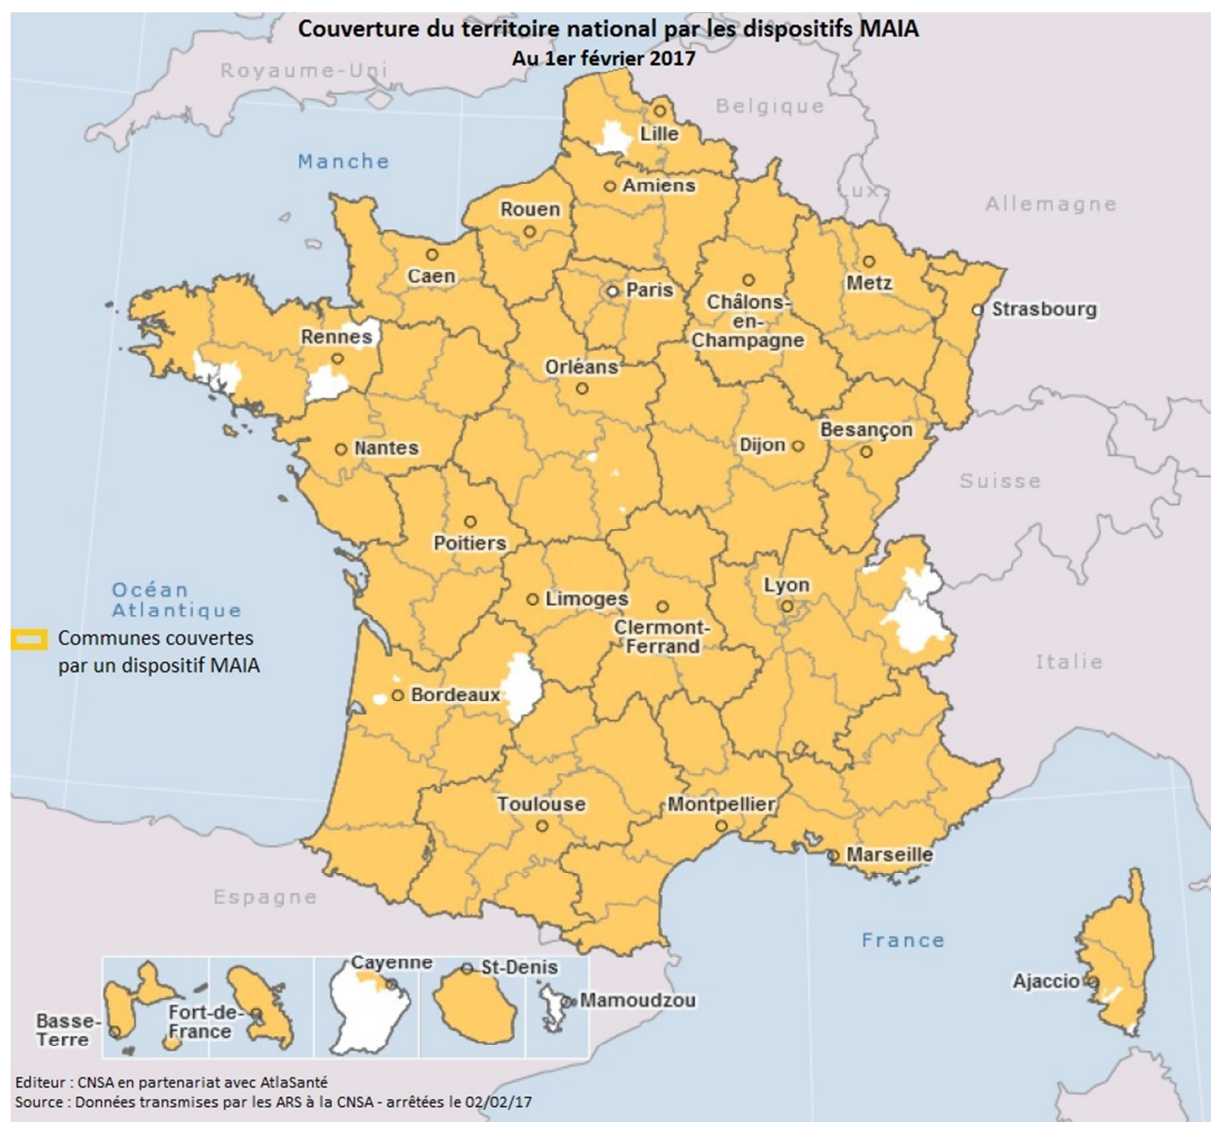 Couverture du territoire national par les dispositifs MAIA
Au 1er février 2017
Royaume-Uni
Belgique
Lille
Manche
Amiens
Lux.
Allemagne
Rouen
Caen
Paris
Metz
Châlons-
en-
Champagne
Strasbourg
Rennes
Orléans
Besançon
Dijon
Nantes
Suisse
Poitiers
Océan
Atlantique
Lyon
Limoges
Clermont-
Ferrand
Communes couvertes
par un dispositif MAIA
Italie
Bordeaux
Toulouse
Montpellier
Marseille
Espagne
France
Ajaccio
Cayenne
St-Denis
Mamoudzou
Basse-
Terre
Fort-de-
France
Editeur : CNSA en partenariat avec AtlaSanté
Source : Données transmises par les ARS à la CNSA - arrêtées le 02/02/17